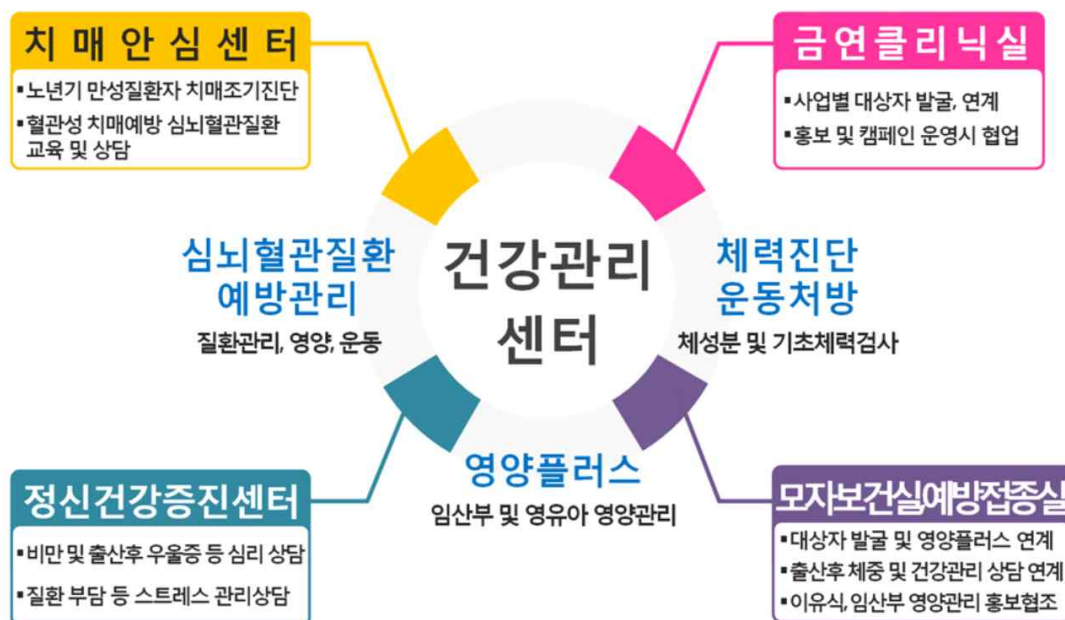 치매안심센터
▪노년기 만성질환자 치매조기진단
▪혈관성 치매예방 심뇌혈관질환
교육 및 상담
금연클리닉실
▪사업별 대상자 발굴, 연계
▪홍보 및 캠페인 운영시 협업
심뇌혈관질환
예방관리
질환관리, 영양, 운동
건강관리
센터
체력진단
운동처방
체성분 및 기초체력검사
영양플러스
임산부 및 영유아 영양관리
정신건강증진센터
▪비만 및 출산후 우울증 등 심리 상담
▪질환 부담 등 스트레스 관리상담
모자보건실예방접종실
▪대상자 발굴 및 영양플러스 연계
▪출산후 체중 및 건강관리 상담 연계
▪이유식, 임산부 영양관리 홍보협조